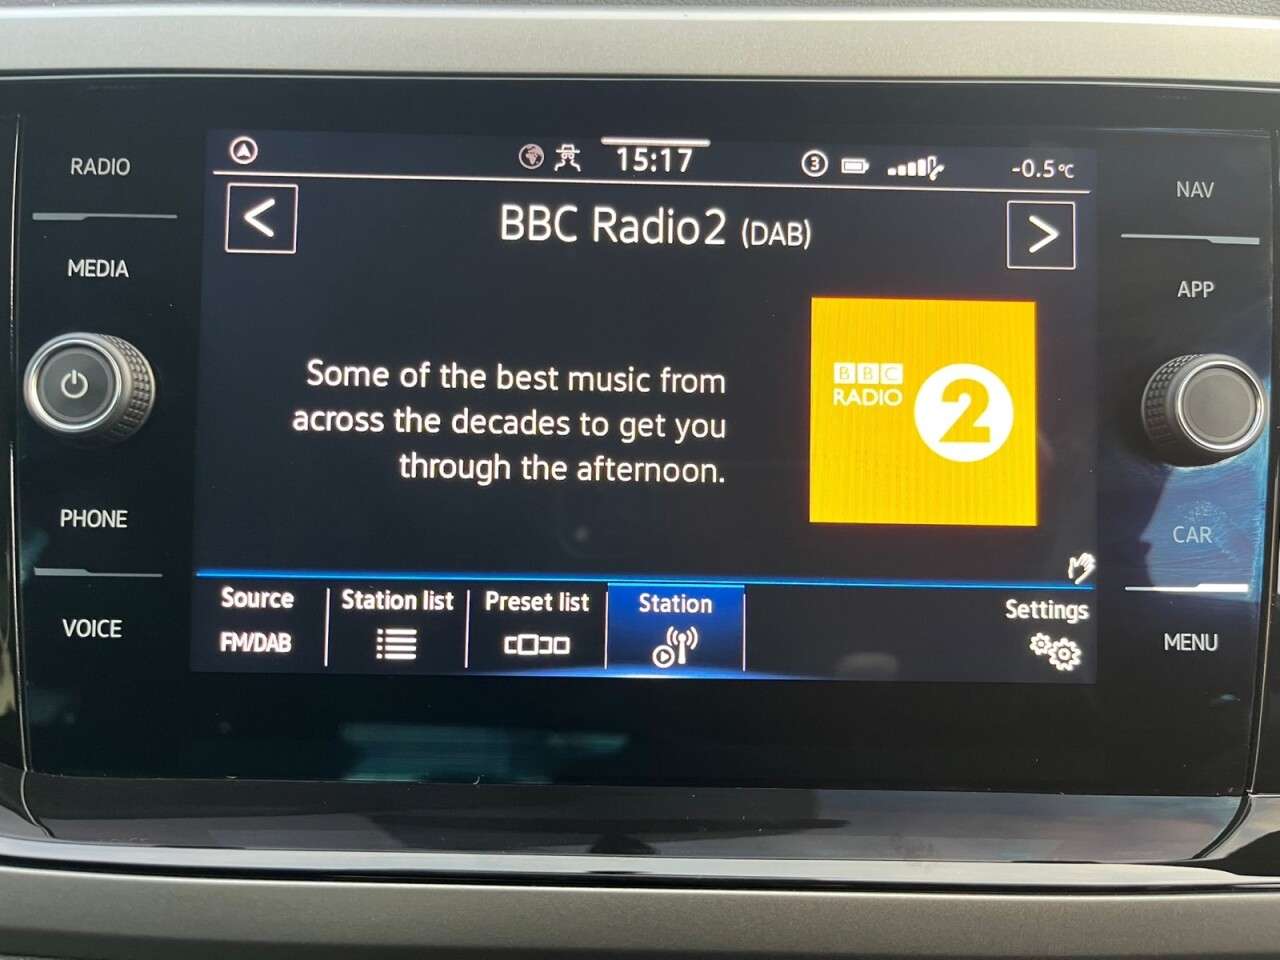 RADIO
MEDIA
PHONE
VOICE
15:17
3
-0.5°C
<
BBC Radio2 (DAB)
>
Some of the best music from
across the decades to get you
through the afternoon.
BBC
RADIO
2
Source
FM/DAB
Station list
Preset list
Station
Settings
NAV
APP
CAR
MENU